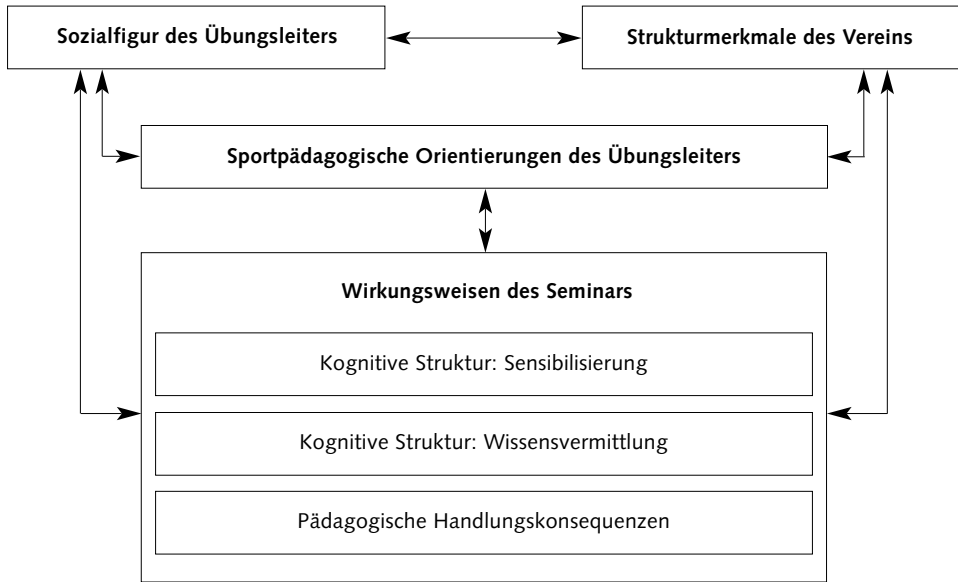 Sozialfigur des Übungsleiters
Strukturmerkmale des Vereins
Sportpädagogische Orientierungen des Übungsleiters
Wirkungsweisen des Seminars
Kognitive Struktur: Sensibilisierung
Kognitive Struktur: Wissensvermittlung
Pädagogische Handlungskonsequenzen